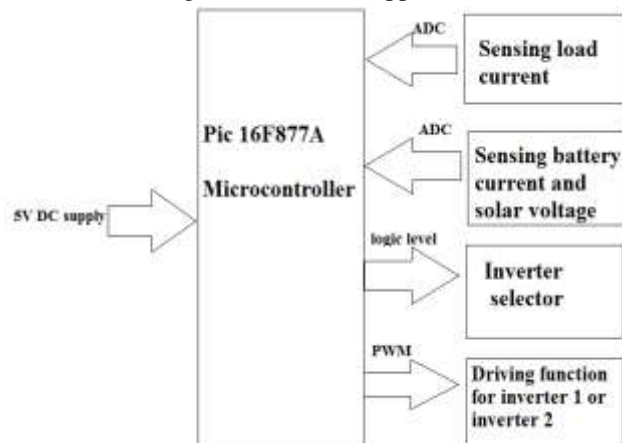 ADC
Sensing load
current
Pic 16F877A
Microcontroller
ADC
Sensing battery
current and
solar voltage
5V DC supply
logic level
Inverter
selector
PWM
Driving function
for inverter 1 or
inverter 2